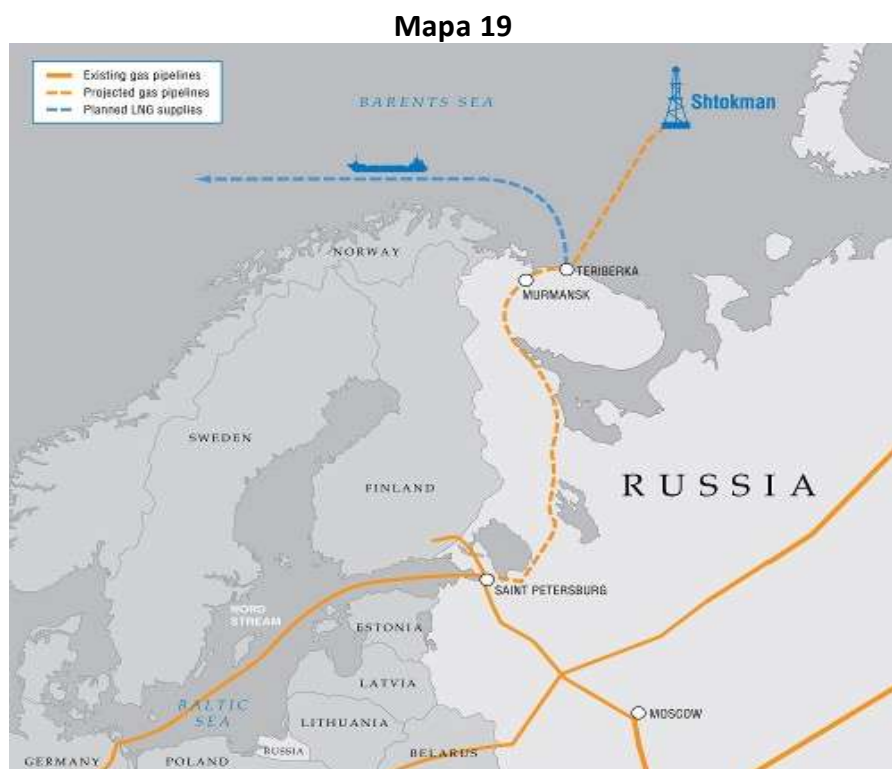 Mapa 19
Existing gas pipelines
Projected gas pipelines
Planned LNG supplies
BARENTS SEA
Shtokman
NORWAY
TERIBERKA
MURMANSK
SWEDEN
RUSSIA
FINLAND
SAINT PETERSBURG
NORD
STREAM
ESTONIA
LATVIA
BALTIC
SEA
LITHUANIA
MOSCOW
RUSSIA
BELARUS
GERMANY
POLAND